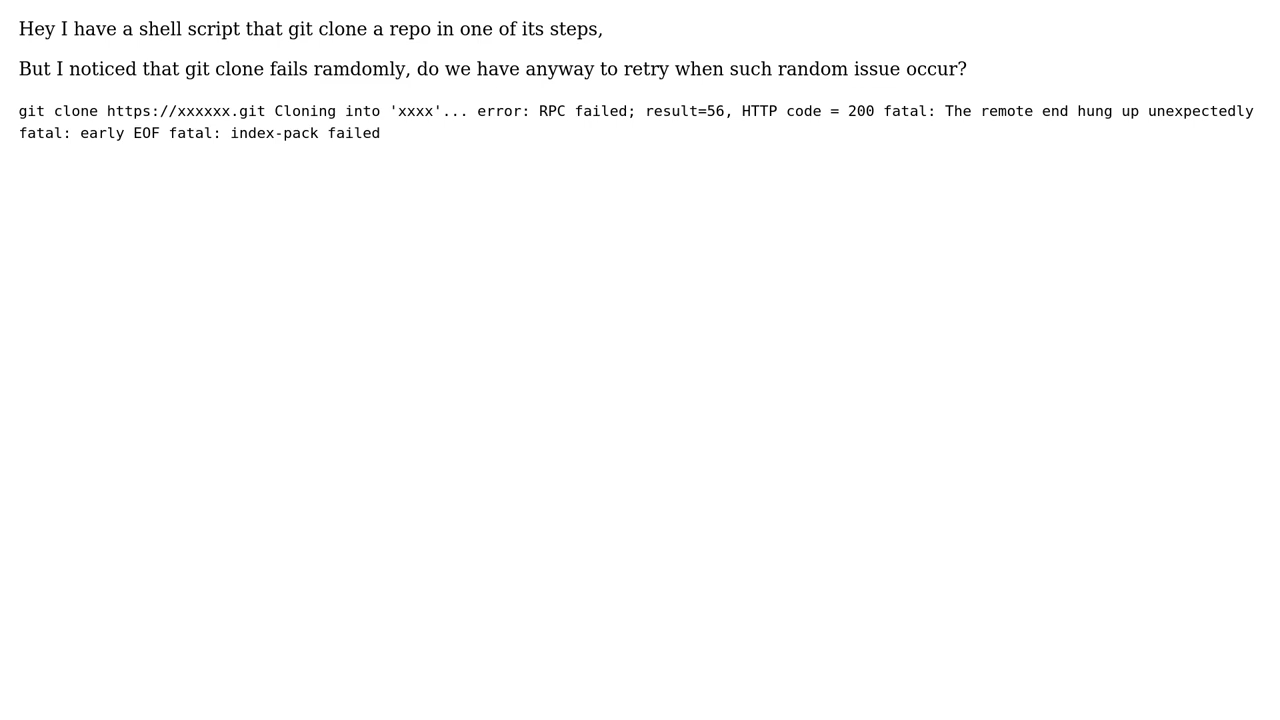 Hey I have a shell script that git clone a repo in one of its steps,
But I noticed that git clone fails ramdomly, do we have anyway to retry when such random issue occur?
git clone https://xxxxxx.git Cloning into 'xxxx'... error: RPC failed; result=56, HTTP code = 200 fatal: The remote end hung up unexpectedly
fatal: early EOF fatal: index-pack failed